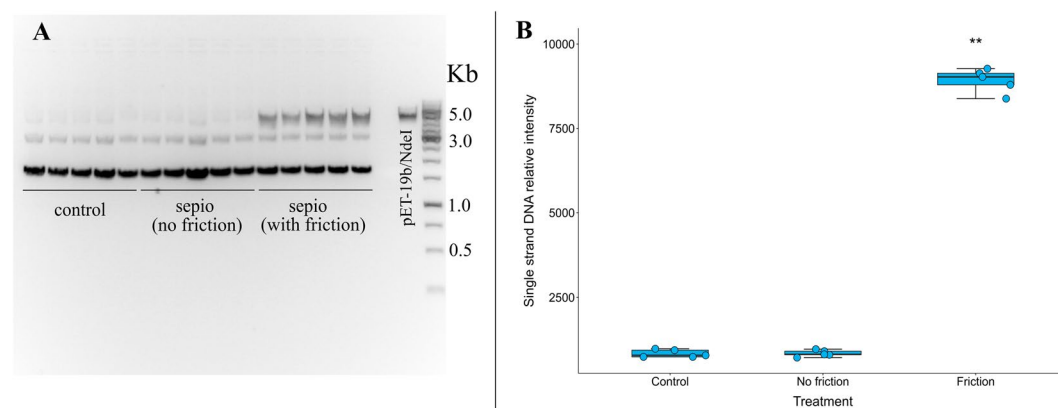 A
Kb
5.0
3.0
1.0
0.5
pET-19b/NdeI
control
sepio
(no friction)
sepio
(with friction)
B
Single strand DNA relative intensity
10000
7500
5000
2500
**
Control
No friction
Friction
Treatment